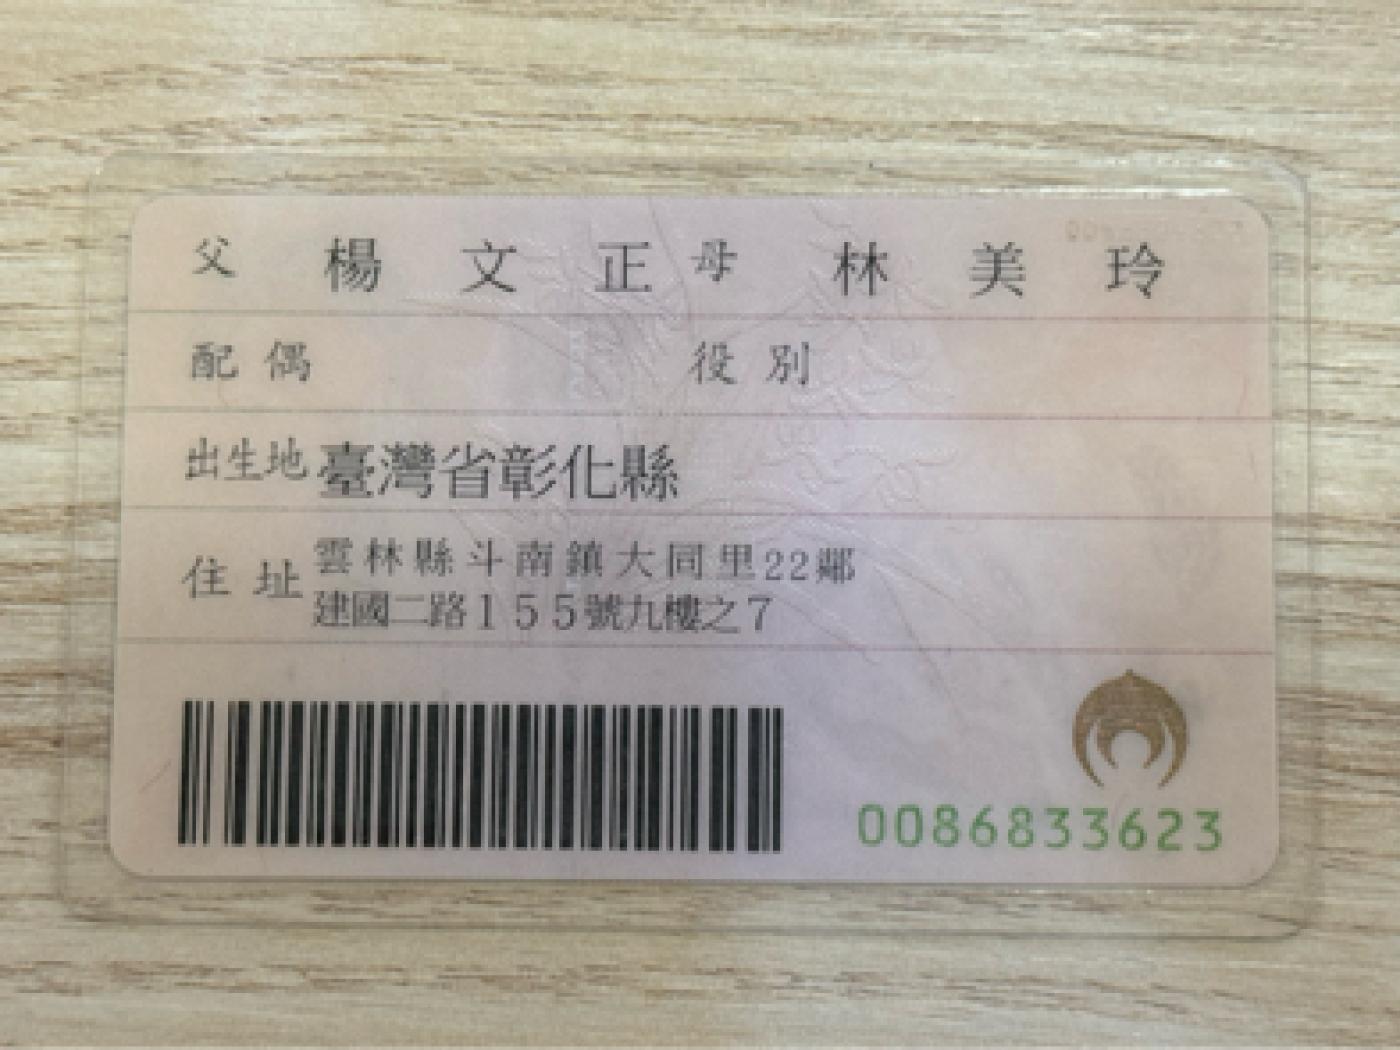 父 楊文正 母 林美玲
配偶 役別
出生地 臺灣省彰化縣
住址 雲林縣斗南鎮大同里22鄰
建國二路155號九樓之7
0086833623